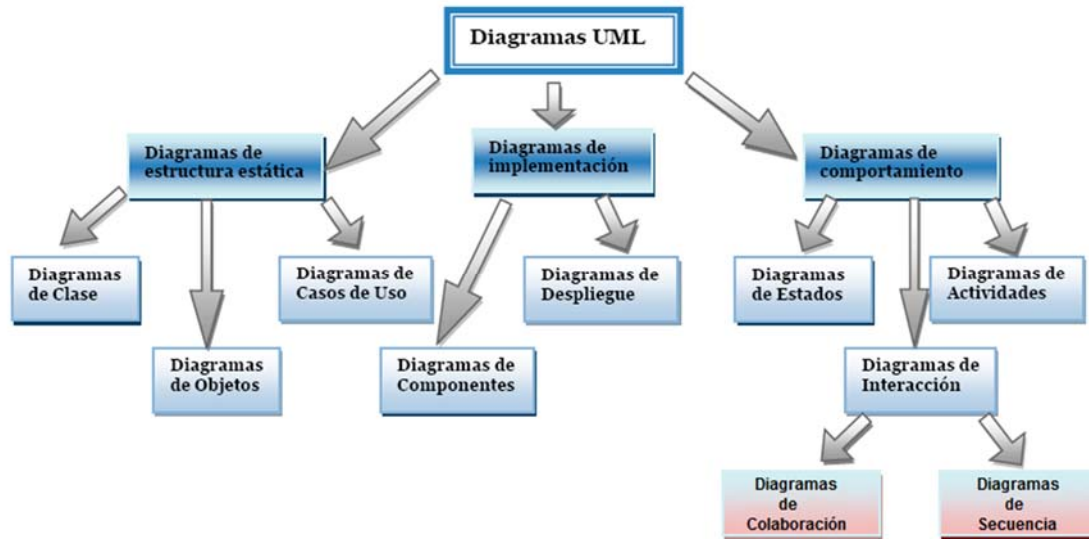 Diagramas UML
Diagramas de
estructura estática
Diagramas de
implementación
Diagramas de
comportamiento
Diagramas
de Clase
Diagramas de
Casos de Uso
Diagramas de
Despliegue
Diagramas
de Estados
Diagramas de
Actividades
Diagramas
de Objetos
Diagramas de
Componentes
Diagramas de
Interacción
Diagramas
de
Colaboración
Diagramas
de
Secuencia